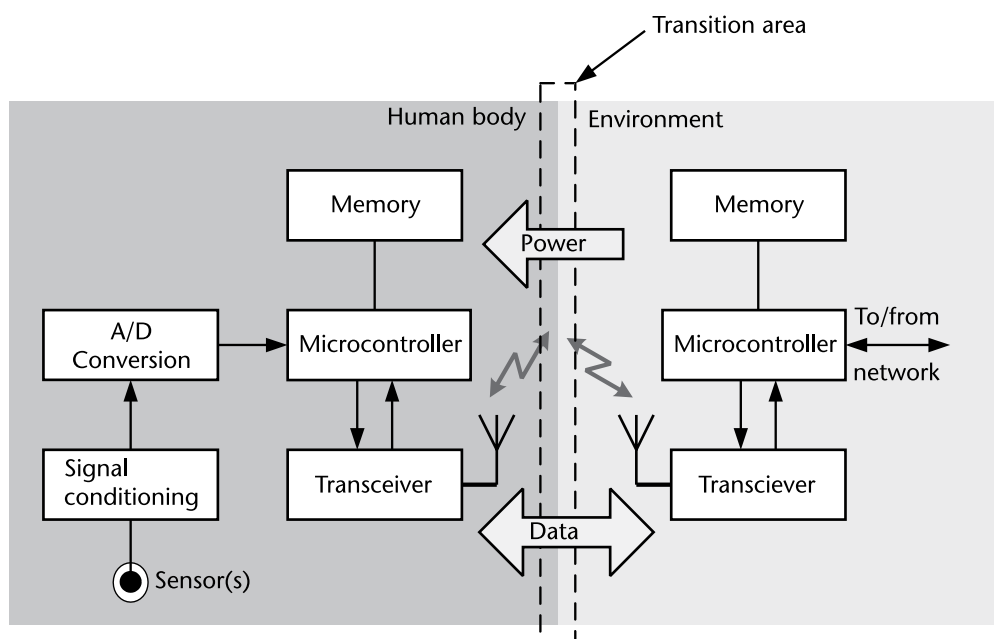 Transition area
Human body
Environment
Memory
Memory
Power
A/D
Conversion
Microcontroller
Microcontroller
To/from
network
Signal
conditioning
Transceiver
Transciever
Data
Sensor(s)